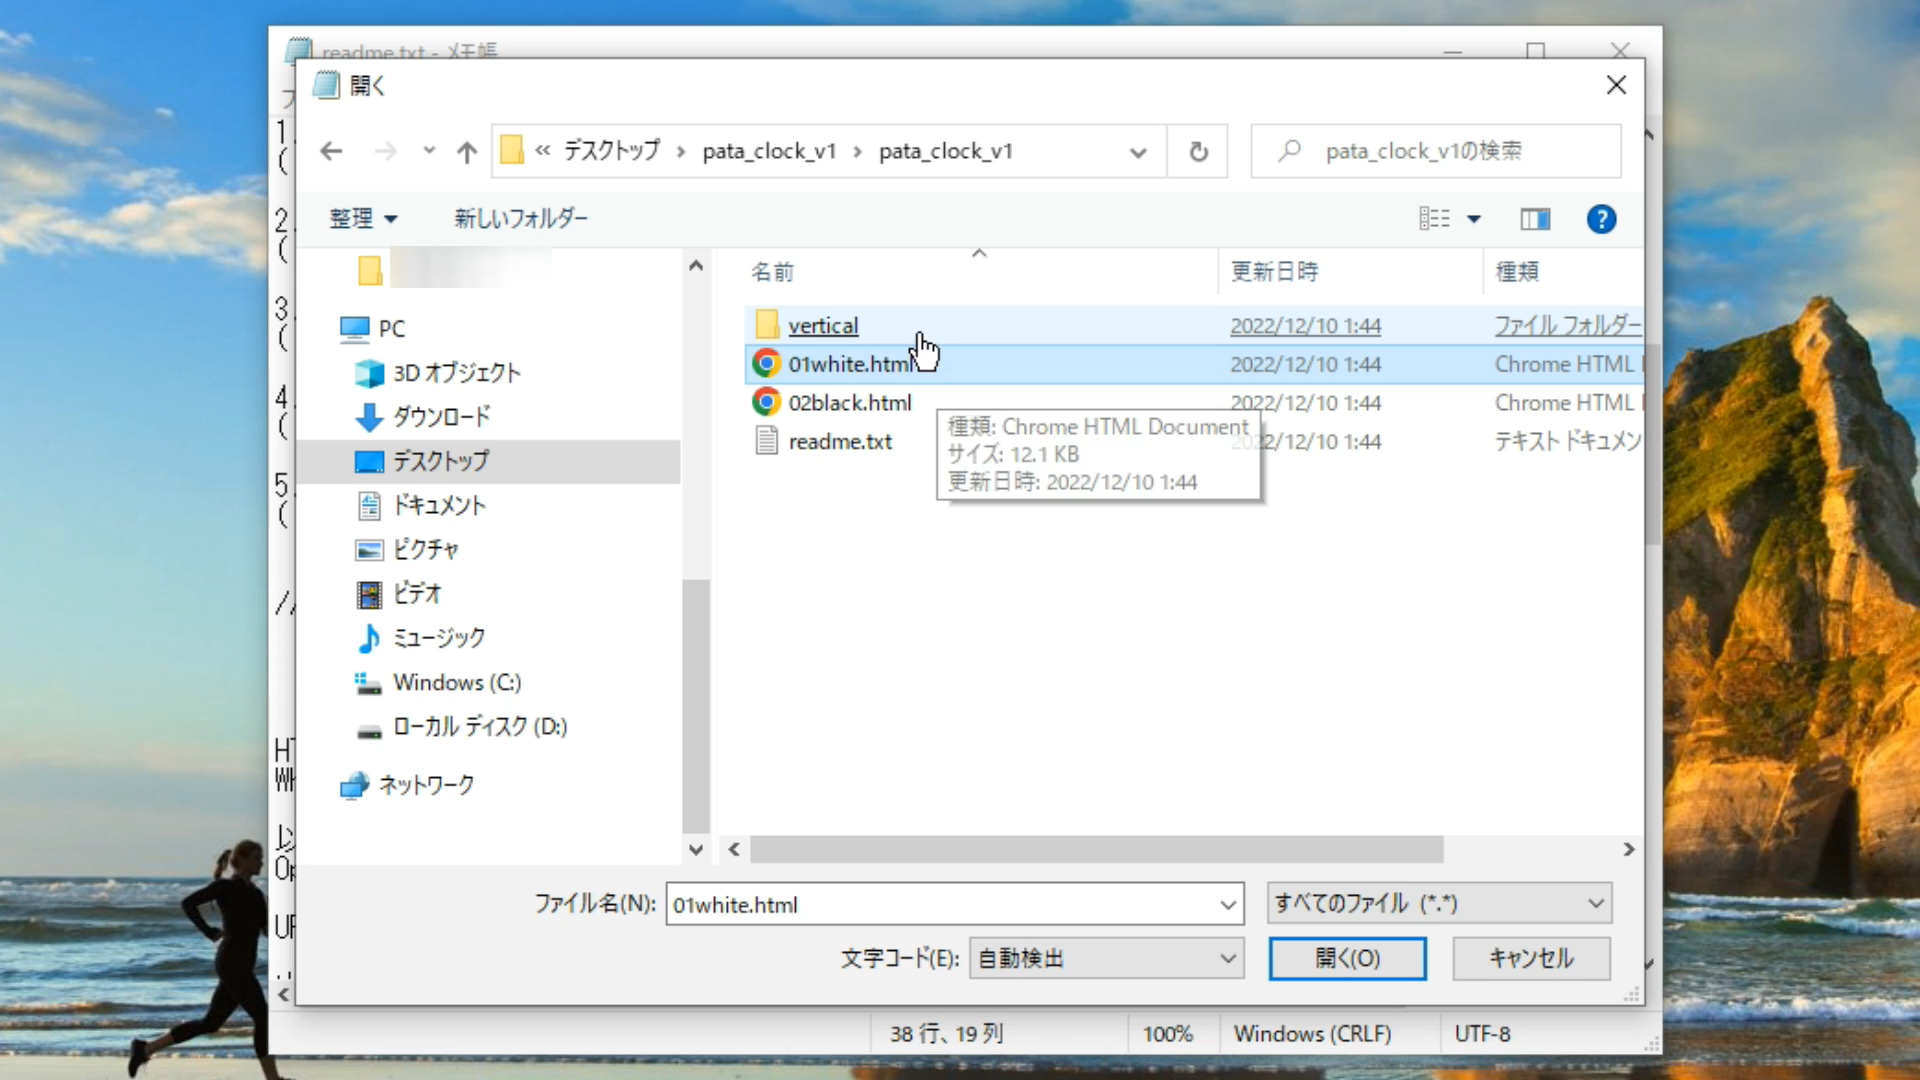 readme.txt - メモ帳
開く
« デスクトップ › pata_clock_v1 › pata_clock_v1
pata_clock_v1の検索
整理
新しいフォルダー
PC
3D オブジェクト
ダウンロード
デスクトップ
ドキュメント
ピクチャ
ビデオ
ミュージック
Windows (C:)
ローカル ディスク (D:)
ネットワーク
名前 更新日時 種類
vertical 2022/12/10 1:44 ファイル フォルダー
01white.html 2022/12/10 1:44 Chrome HTML
02black.html 2022/12/10 1:44 Chrome HTML
readme.txt 22/12/10 1:44 テキスト ドキュメン
種類: Chrome HTML Document
サイズ: 12.1 KB
更新日時: 2022/12/10 1:44
1.
(
2.
(
3.
(
4.
(
5.
(
//
ファイル名(N): 01white.html
すべてのファイル (*.*)
文字コード(E): 自動検出
開く(O)
キャンセル
38 行、19 列
100%
Windows (CRLF)
UTF-8